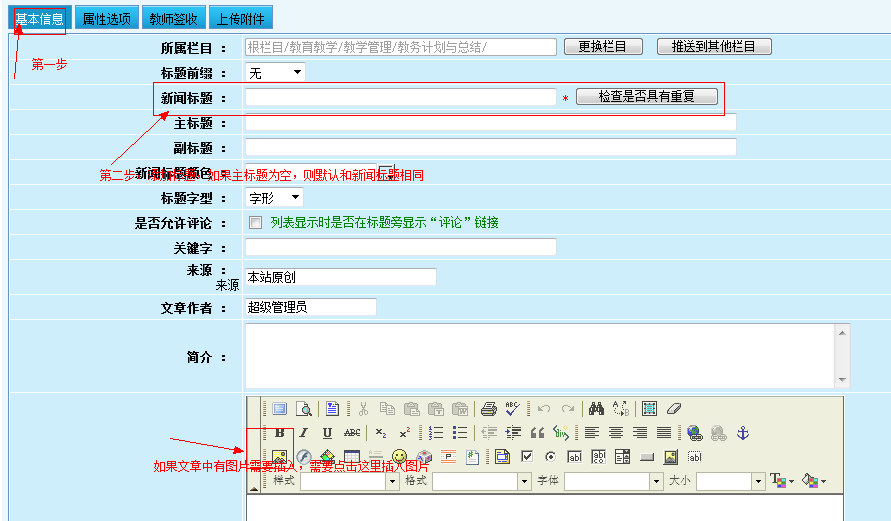 基本信息 属性选项 教师签收 上传附件
第一步
所属栏目 ： 根栏目/教育教学/教学管理/教务计划与总结/ 更换栏目 推送到其他栏目
标题前缀 ： 无
新闻标题 ： * 检查是否具有重复
主标题 ：
副标题 ：
新闻标题颜色
第二步 如果主标题为空，则默认和新闻标题相同
标题字型 ： 字形
是否允许评论 ： 列表显示时是否在标题旁显示“评论”链接
关键字 ：
来源 ： 本站原创
来源
文章作者 ： 超级管理员
简介 ：
B I U ABC x₂ x²
如果文章中有图片需要插入，需要点击这里插入图片
样式 格式 字体 大小